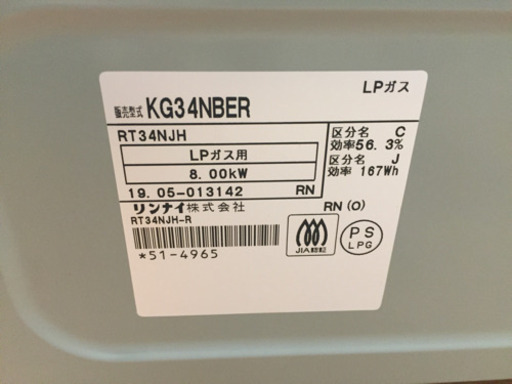 LPガス
販売型式 KG34NBER
RT34NJH
LPガス用
8.00kW
19.05-013142 RN
リンナイ株式会社
RT34NJH-R
*51-4965
区分名 C
効率56.3%
区分名 J
効率 167Wh
RN (O)
JIA認証
PS
LPG